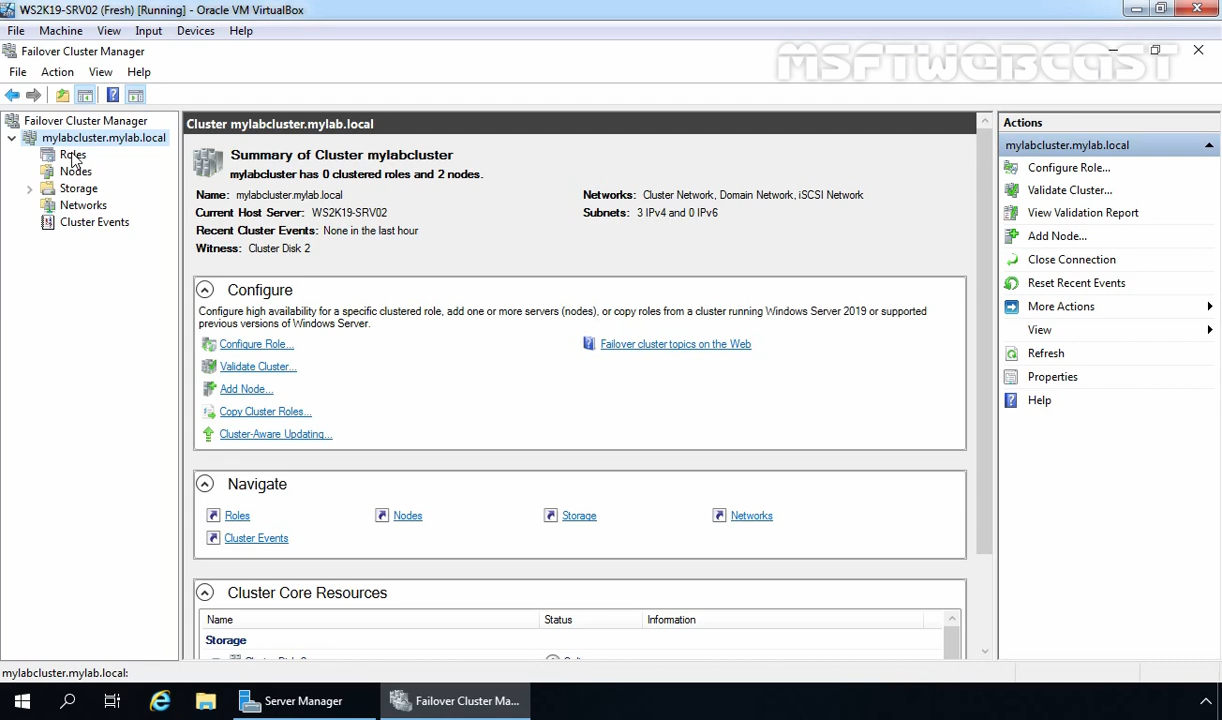 WS2K19-SRV02 (Fresh) [Running] - Oracle VM VirtualBox
File Machine View Input Devices Help
Failover Cluster Manager
MSFTWEBCAST
File Action View Help
Failover Cluster Manager
mylabcluster.mylab.local
Roles
Nodes
Storage
Networks
Cluster Events
Cluster mylabcluster.mylab.local
Summary of Cluster mylabcluster
mylabcluster has 0 clustered roles and 2 nodes.
Name: mylabcluster.mylab.local
Networks: Cluster Network, Domain Network, iSCSI Network
Current Host Server: WS2K19-SRV02
Subnets: 3 IPv4 and 0 IPv6
Recent Cluster Events: None in the last hour
Witness: Cluster Disk 2
Configure
Configure high availability for a specific clustered role, add one or more servers (nodes), or copy roles from a cluster running Windows Server 2019 or supported
previous versions of Windows Server.
Configure Role...
Failover cluster topics on the Web
Validate Cluster...
Add Node...
Copy Cluster Roles...
Cluster-Aware Updating...
Navigate
Roles Nodes Storage Networks
Cluster Events
Cluster Core Resources
Name Status Information
Storage
Actions
mylabcluster.mylab.local
Configure Role...
Validate Cluster...
View Validation Report
Add Node...
Close Connection
Reset Recent Events
More Actions
View
Refresh
Properties
Help
mylabcluster.mylab.local:
Server Manager
Failover Cluster Ma...